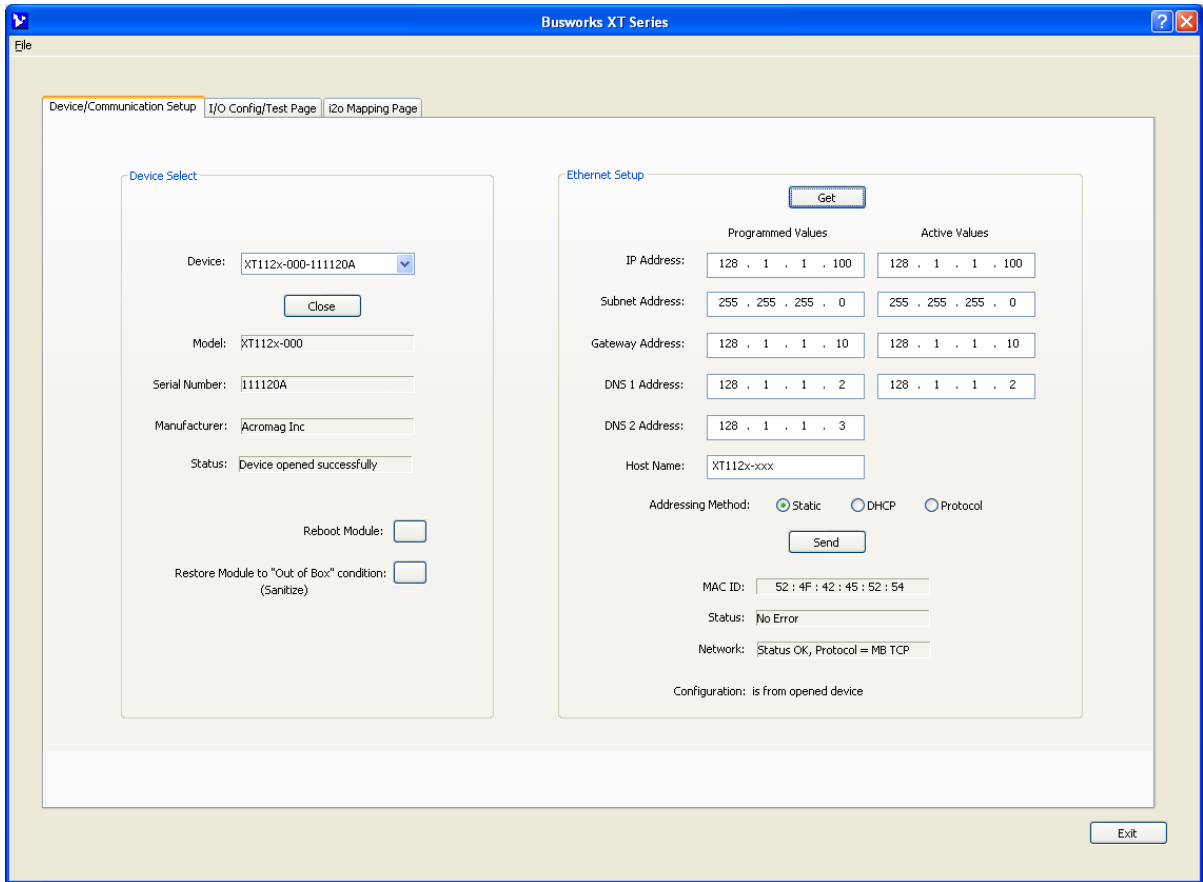 Busworks XT Series
File
Device/Communication Setup
I/O Config/Test Page
i2o Mapping Page
Device Select
Device: XT112x-000-111120A
Close
Model: XT112x-000
Serial Number: 111120A
Manufacturer: Acromag Inc
Status: Device opened successfully
Reboot Module:
Restore Module to "Out of Box" condition:
(Sanitize)
Ethernet Setup
Get
Programmed Values Active Values
IP Address: 128 . 1 . 1 . 100 128 . 1 . 1 . 100
Subnet Address: 255 . 255 . 255 . 0 255 . 255 . 255 . 0
Gateway Address: 128 . 1 . 1 . 10 128 . 1 . 1 . 10
DNS 1 Address: 128 . 1 . 1 . 2 128 . 1 . 1 . 2
DNS 2 Address: 128 . 1 . 1 . 3
Host Name: XT112x-xxx
Addressing Method: Static DHCP Protocol
Send
MAC ID: 52 : 4F : 42 : 45 : 52 : 54
Status: No Error
Network: Status OK, Protocol = MB TCP
Configuration: is from opened device
Exit